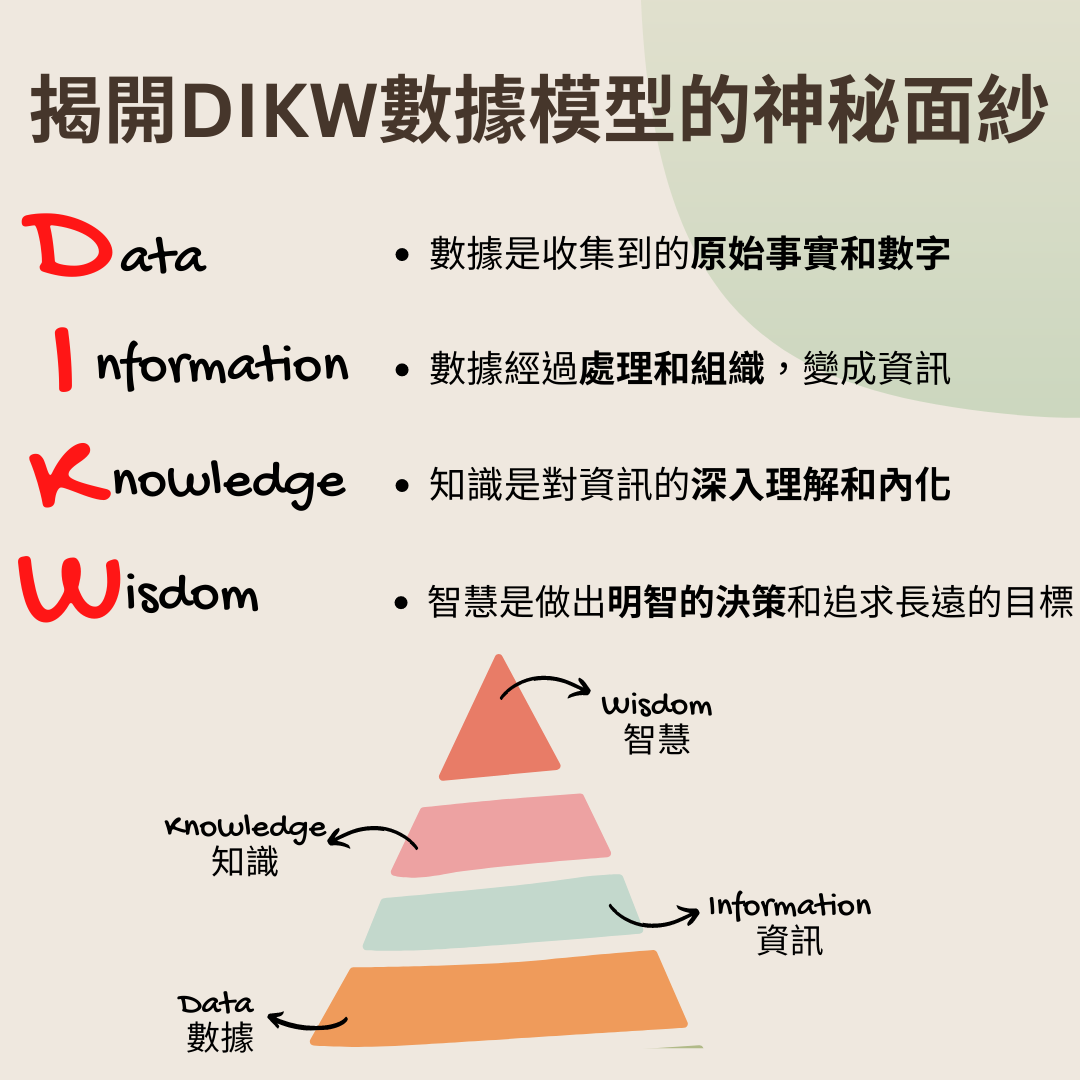 揭開DIKW數據模型的神秘面紗
Data
• 數據是收集到的原始事實和數字
Information
• 數據經過處理和組織，變成資訊
Knowledge
• 知識是對資訊的深入理解和內化
Wisdom
• 智慧是做出明智的決策和追求長遠的目標
Wisdom
智慧
Knowledge
知識
Information
資訊
Data
數據